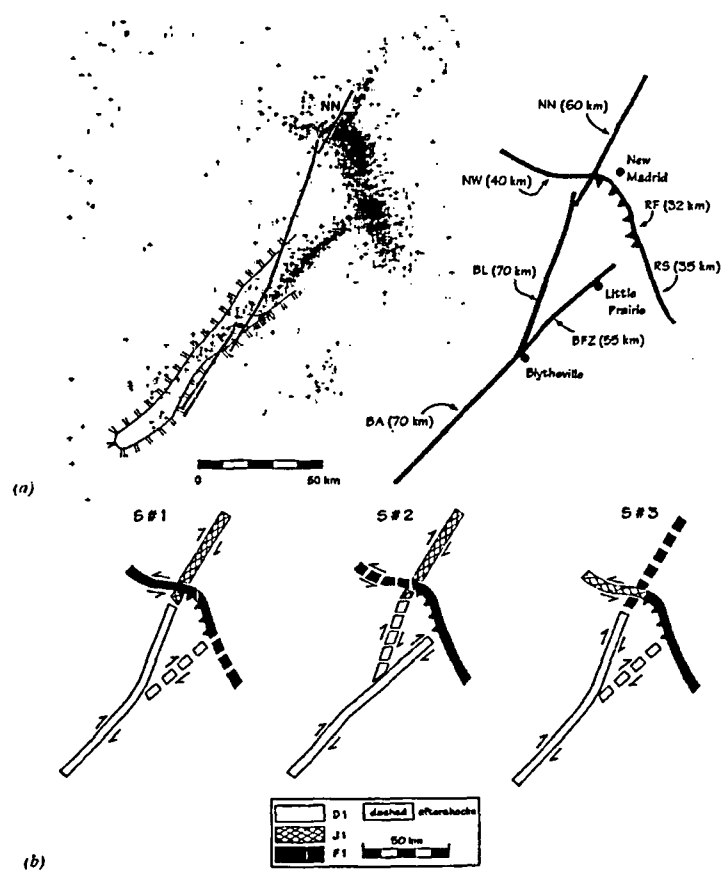 NN
NN (60 km)
New
Madrid
NW (40 km)
RF (32 km)
BL (70 km)
RS (35 km)
Little
Prairie
BFZ (55 km)
Blytheville
BA (70 km)
(a)
0 50 km
S#1
S#2
S#3
D1
dashed aftershocks
J1
50 km
F1
(b)